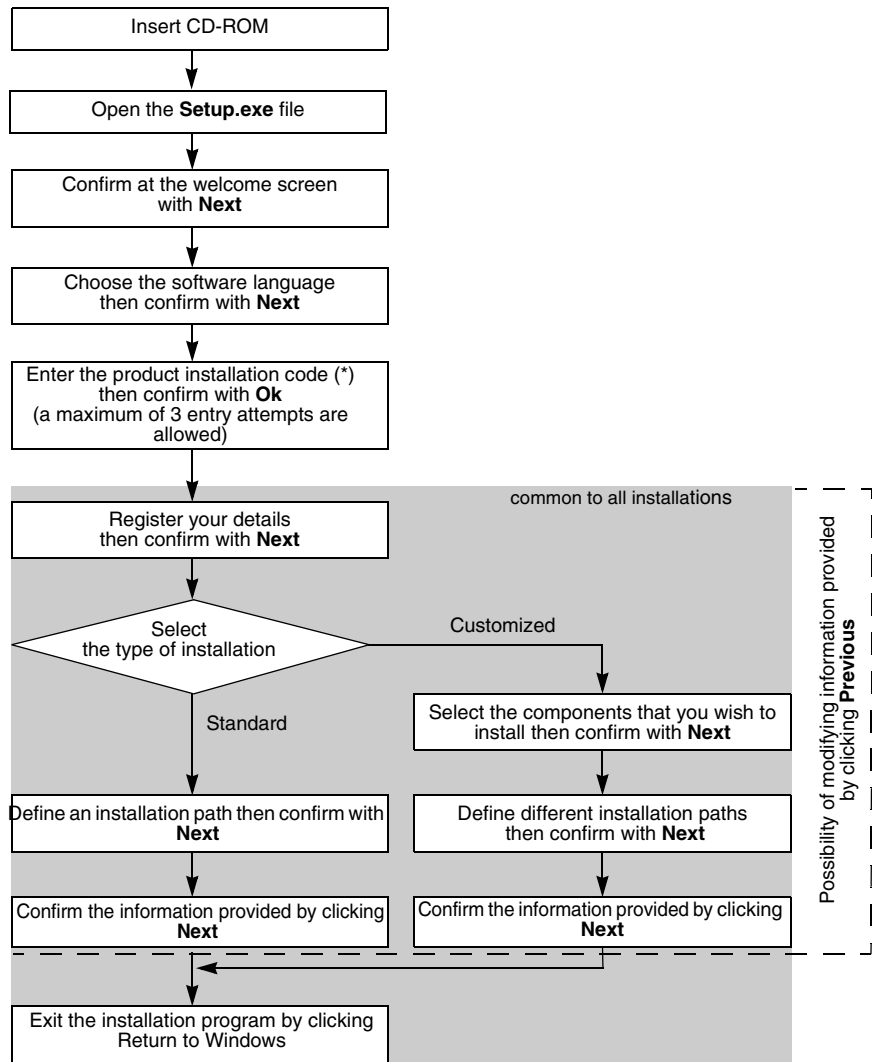 Insert CD-ROM
Open the Setup.exe file
Confirm at the welcome screen
with Next
Choose the software language
then confirm with Next
Enter the product installation code (*)
then confirm with Ok
(a maximum of 3 entry attempts are
allowed)
common to all installations
Register your details
then confirm with Next
Select
the type of installation
Customized
Standard
Select the components that you wish to
install then confirm with Next
Define an installation path then confirm with
Next
Define different installation paths
then confirm with Next
Confirm the information provided by clicking
Next
Confirm the information provided by clicking
Next
Possibility of modifying information provided
by clicking Previous
Exit the installation program by clicking
Return to Windows